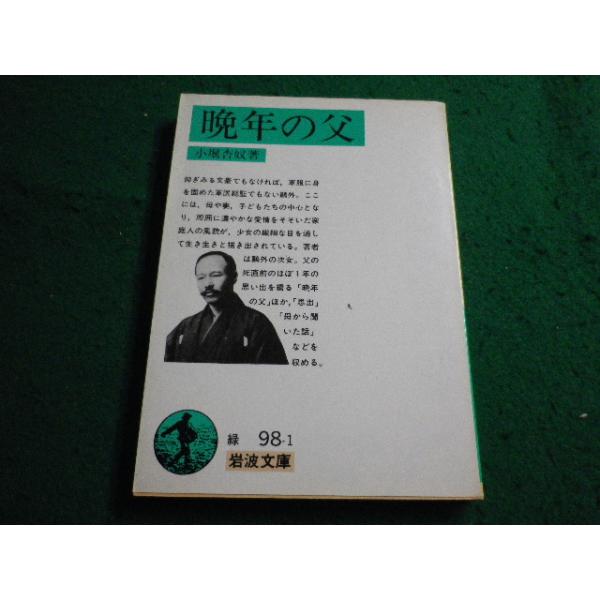 晩年の父
小堀杏奴著
仰ぎみる文豪でもなければ,軍服に身
を固めた軍医総監でもない鷗外。ここ
には,母や妻,子どもたちの中心とな
り,周囲に濃やかな愛情をそそいだ家
庭人の風貌が,少女の繊細な目を通し
て生き生きと描き出されている。著者
は鷗外の次女。父の
死直前のほぼ1年の
思い出を綴る「晩年
の父」ほか,「思出」
「母から聞
いた話」
などを
収める。
緑 98-1
岩波文庫